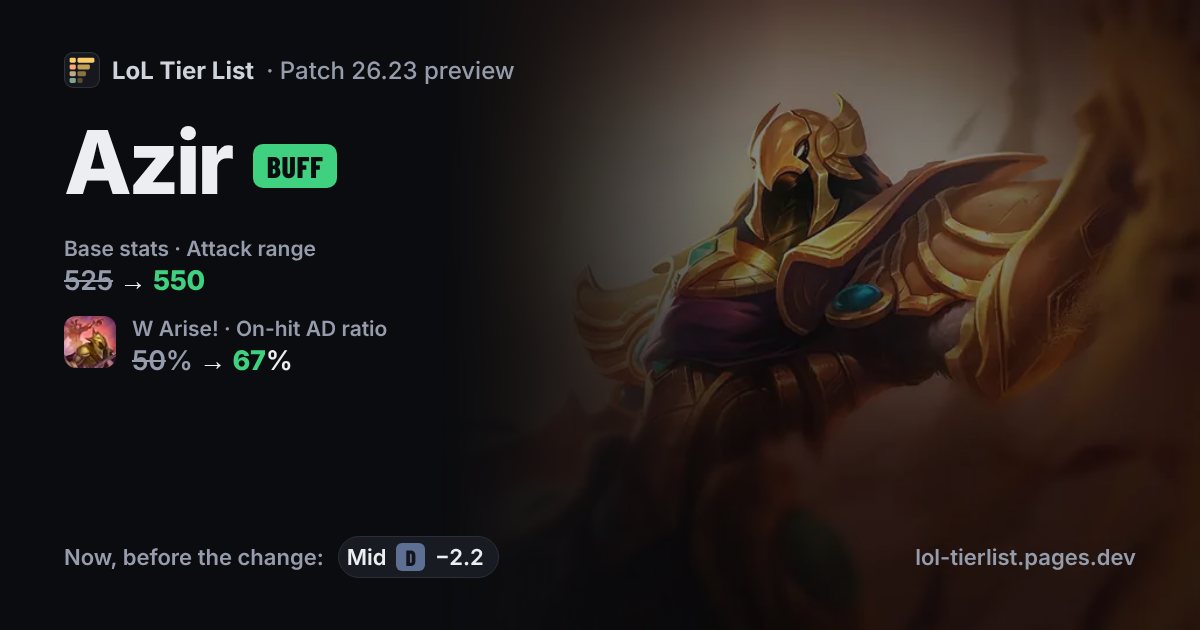 LoL Tier List · Patch 26.23 preview
Azir BUFF
Base stats · Attack range
525 → 550
W Arise! · On-hit AD ratio
50% → 67%
Now, before the change: Mid D −2.2
lol-tierlist.pages.dev